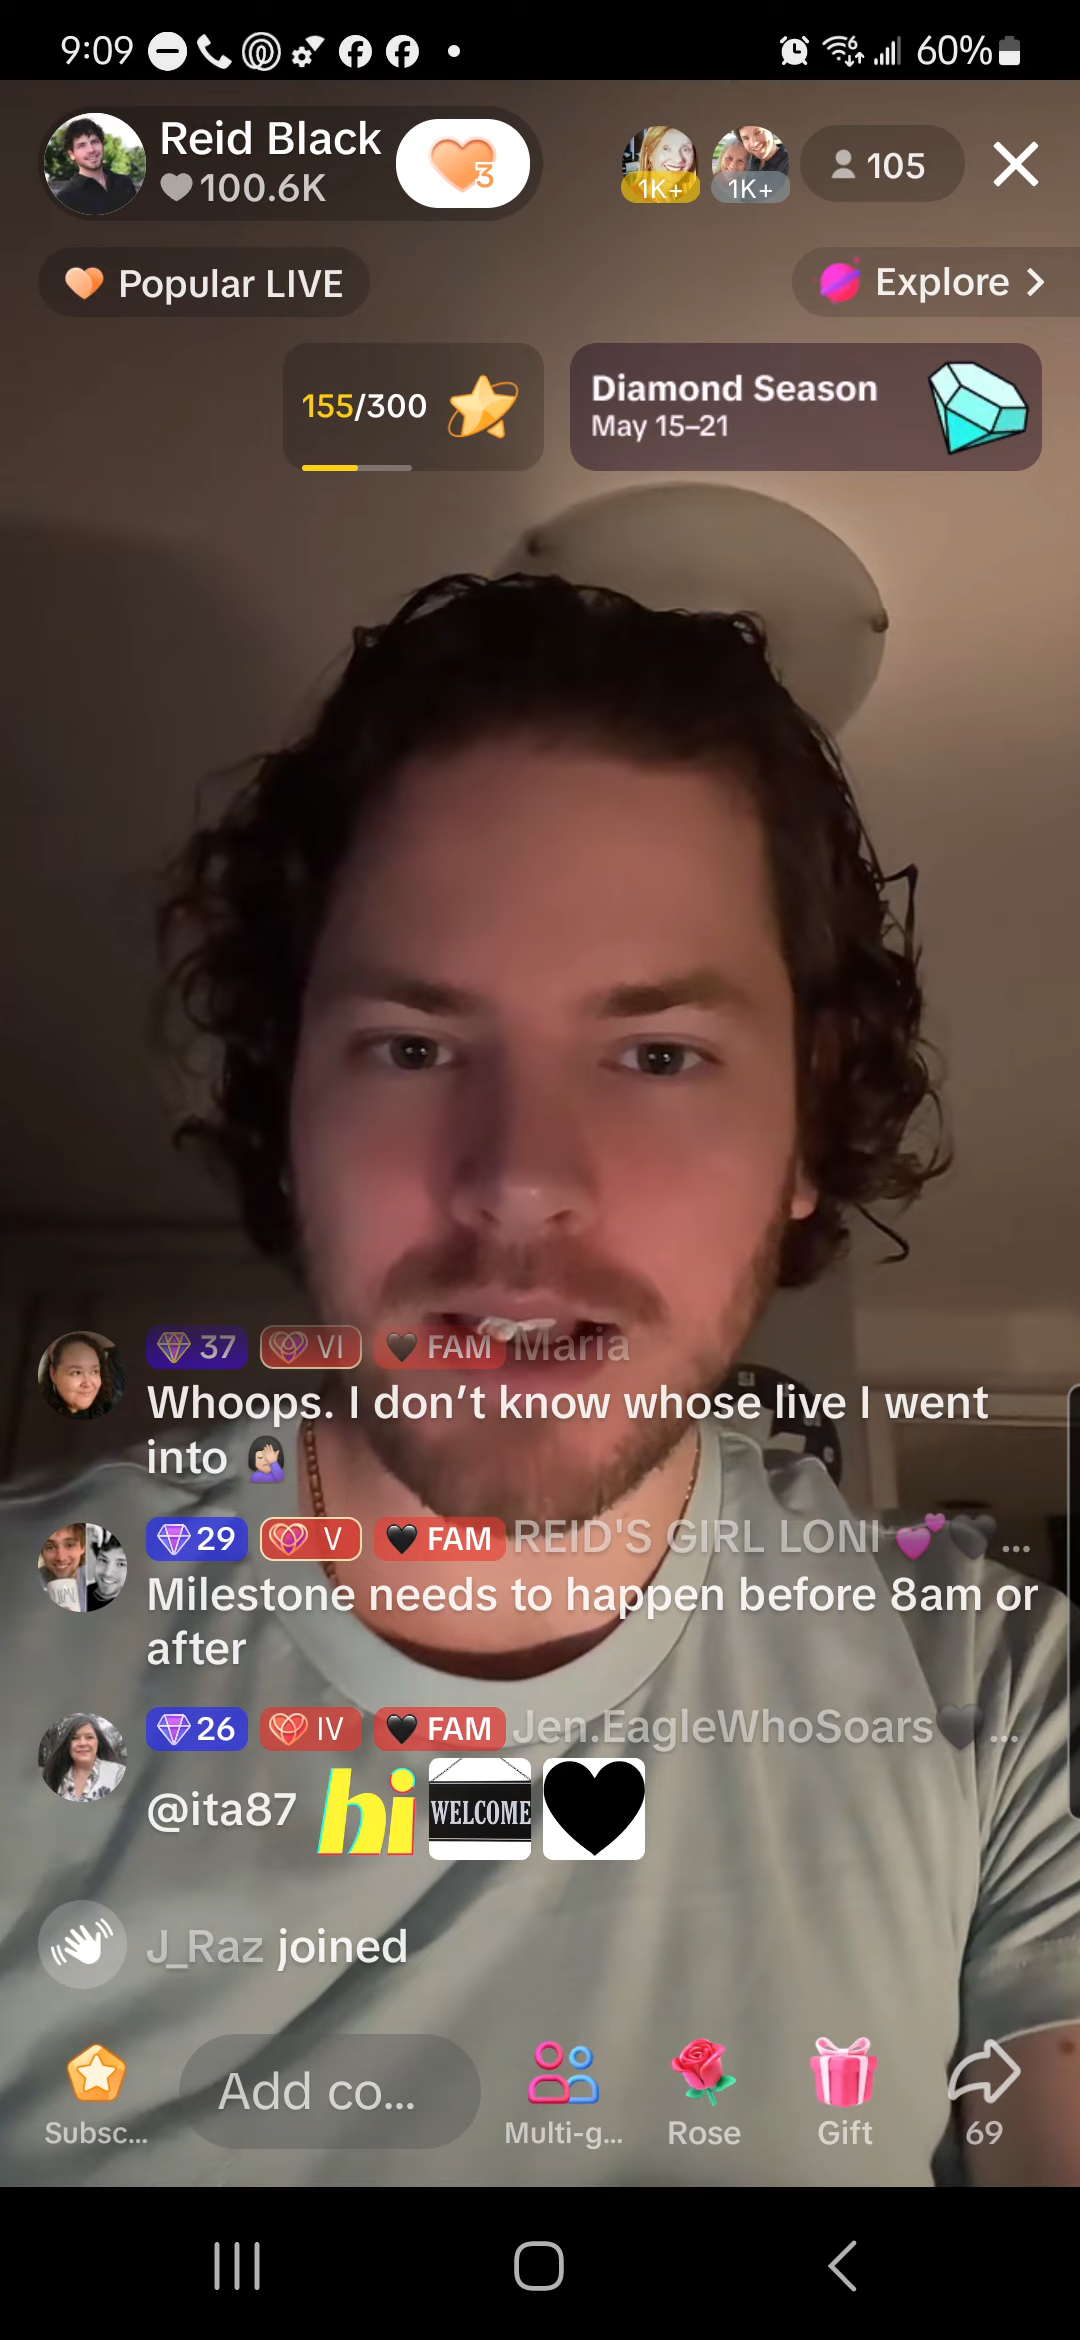 9:09
60%
Reid Black
100.6K
3
1K+
1K+
105
Popular LIVE
Explore
155/300
Diamond Season
May 15–21
37 VI FAM Maria
Whoops. I don’t know whose live I went
into
29 V FAM REID'S GIRL LONI ...
Milestone needs to happen before 8am or
after
26 IV FAM Jen.EagleWhoSoars ...
@ita87 hi WELCOME
J_Raz joined
Add co...
Subsc...
Multi-g...
Rose
Gift
69